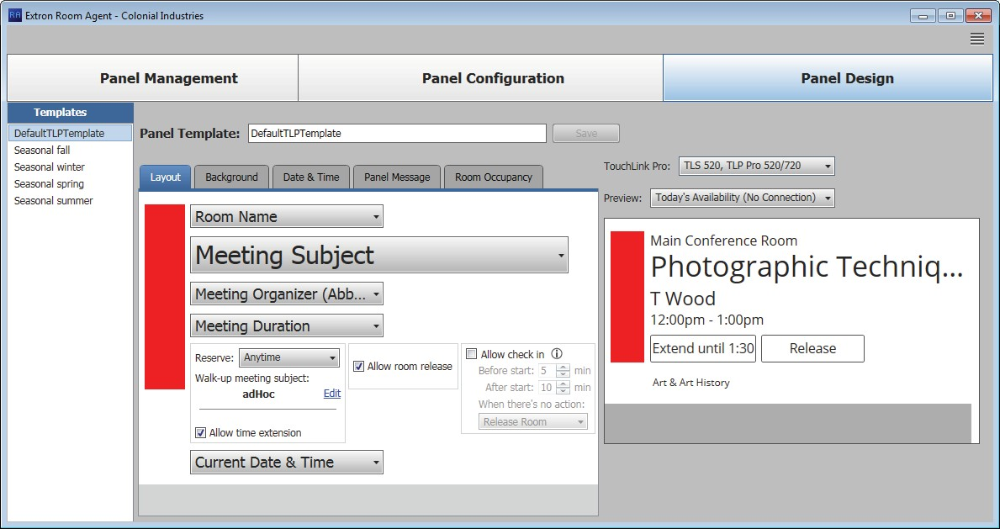 RA Extron Room Agent - Colonial Industries
Panel Management
Panel Configuration
Panel Design
Templates
DefaultTLPTemplate
Seasonal fall
Seasonal winter
Seasonal spring
Seasonal summer
Panel Template:
DefaultTLPTemplate
Save
Layout
Background
Date & Time
Panel Message
Room Occupancy
Room Name
Meeting Subject
Meeting Organizer (Abb...
Meeting Duration
Reserve: Anytime
Walk-up meeting subject:
adHoc
Edit
Allow time extension
Allow room release
Allow check in
Before start: 5 min
After start: 10 min
When there's no action:
Release Room
Current Date & Time
TouchLink Pro: TLS 520, TLP Pro 520/720
Preview: Today's Availability (No Connection)
Main Conference Room
Photographic Techniq...
T Wood
12:00pm - 1:00pm
Extend until 1:30
Release
Art & Art History